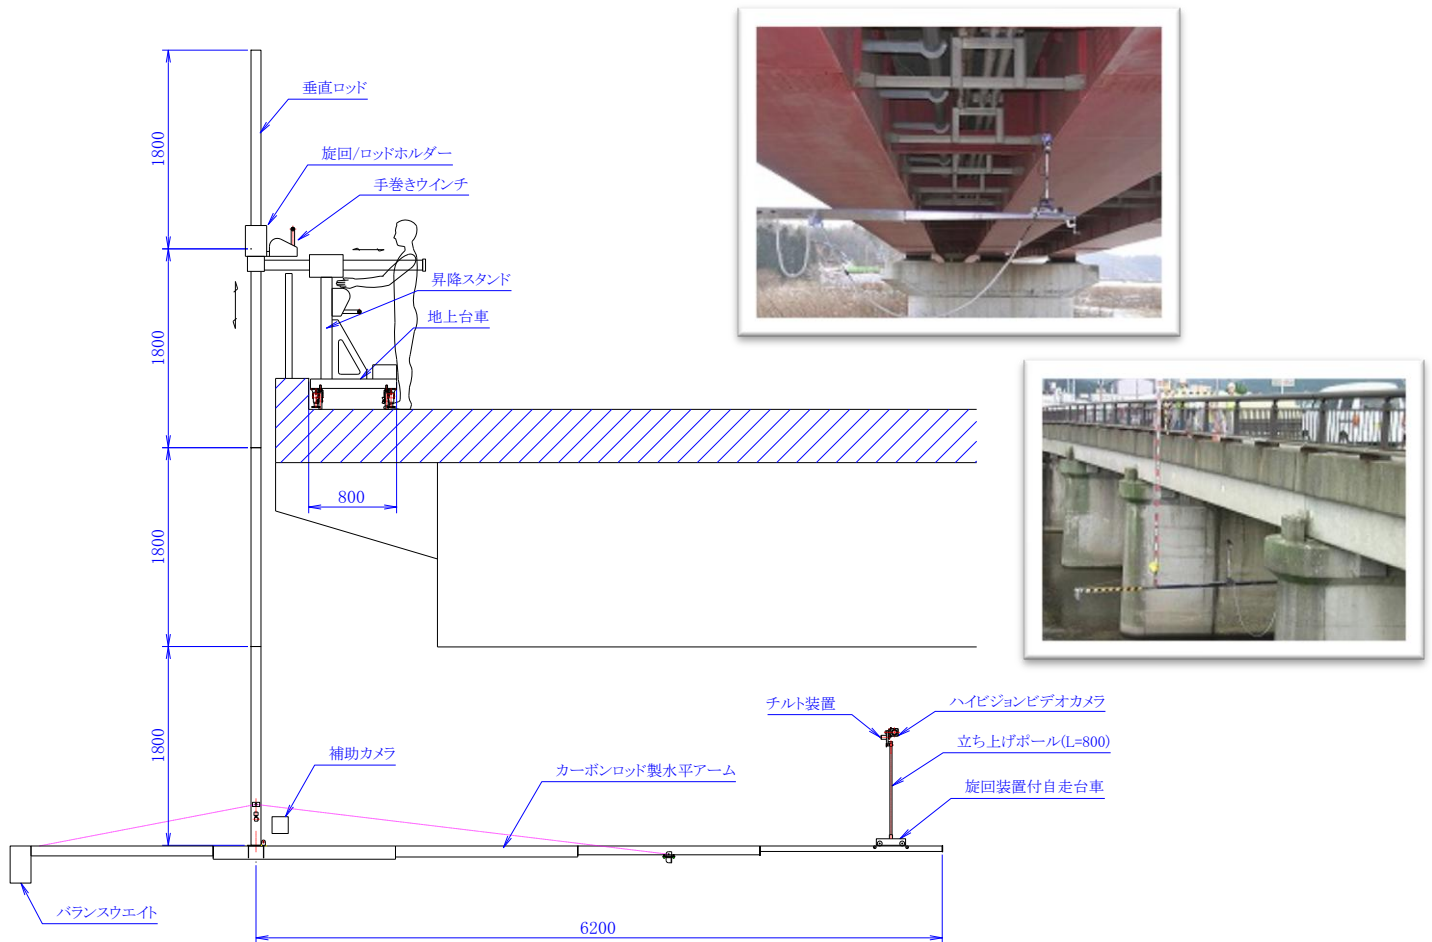 垂直ロッド
旋回/ロッドホルダー
手巻きウインチ
昇降スタンド
地上台車
1800
1800
1800
1800
800
チルト装置
ハイビジョンビデオカメラ
立ち上げポール(L=800)
旋回装置付自走台車
補助カメラ
カーボンロッド製水平アーム
バランスウエイト
6200